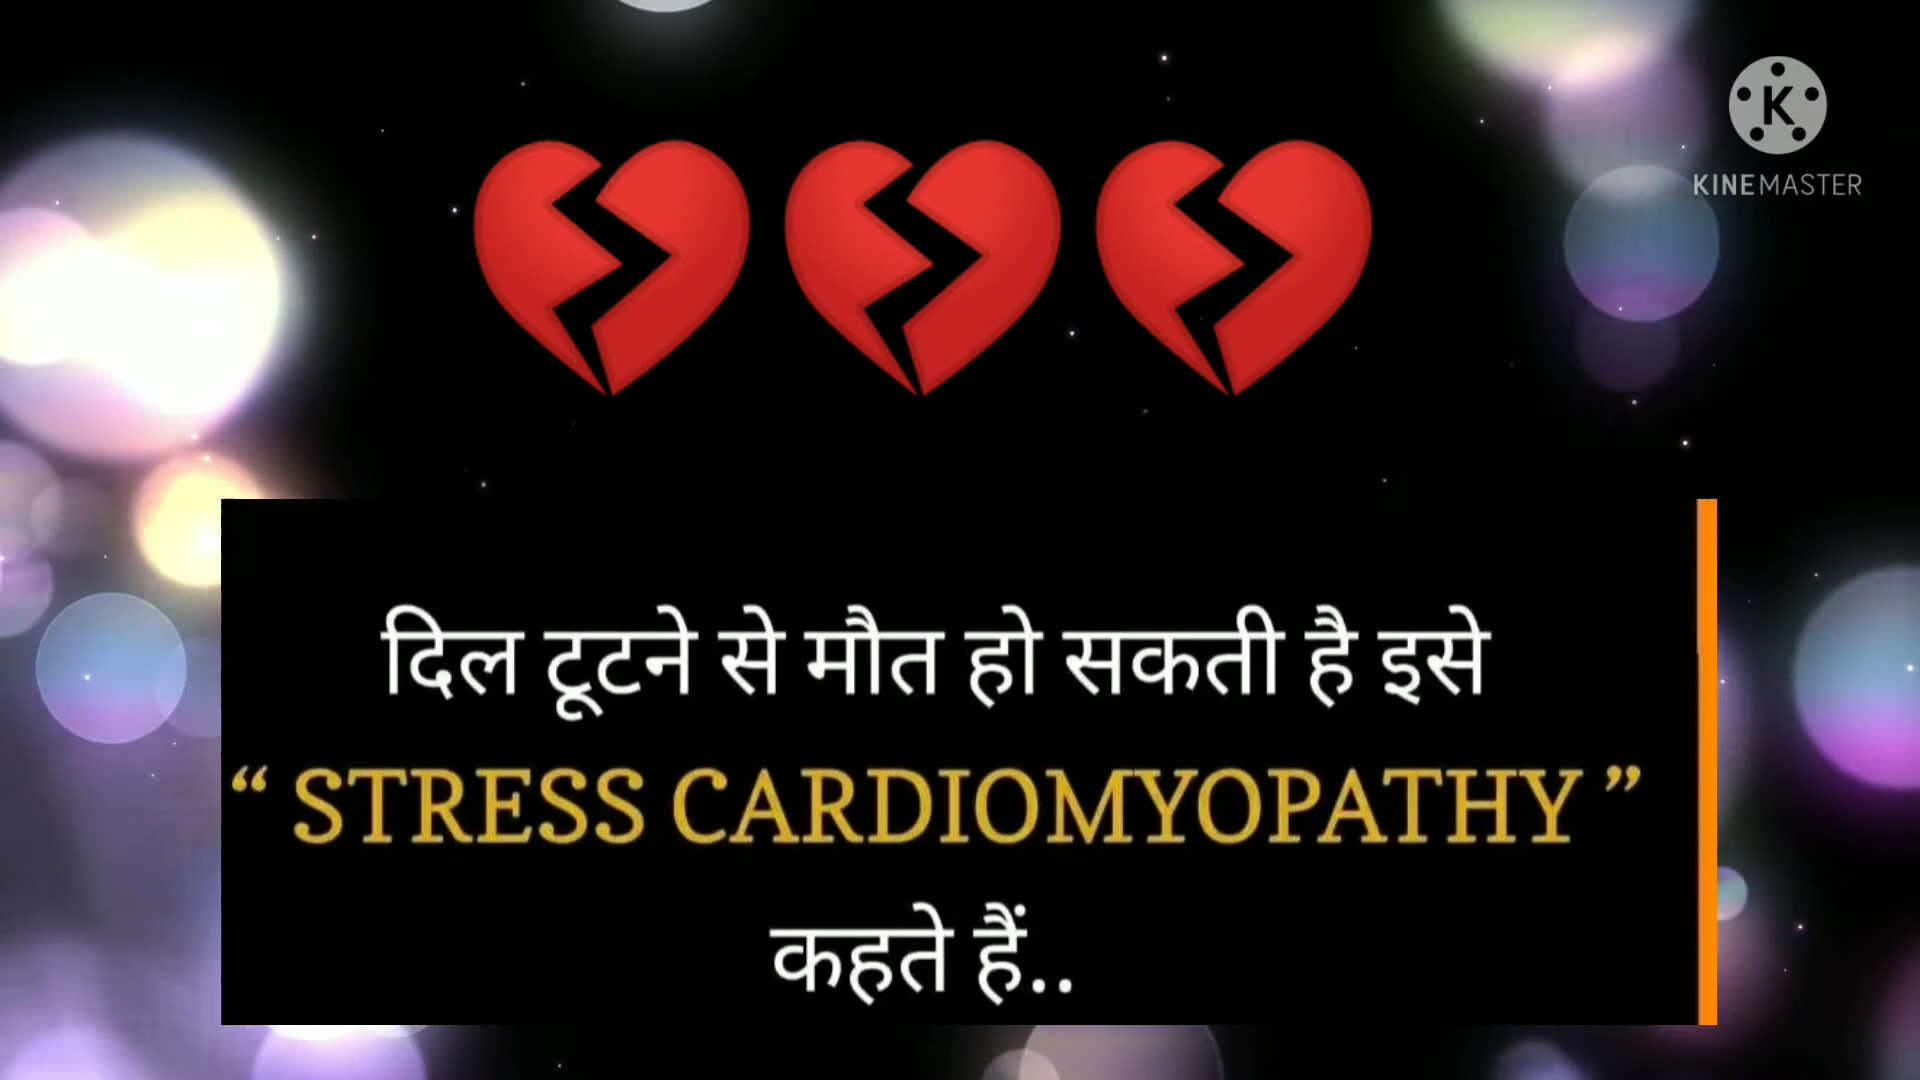 K
KINEMASTER
दिल टूटने से मौत हो सकती है इसे
“ STRESS CARDIOMYOPATHY ”
कहते हैं..